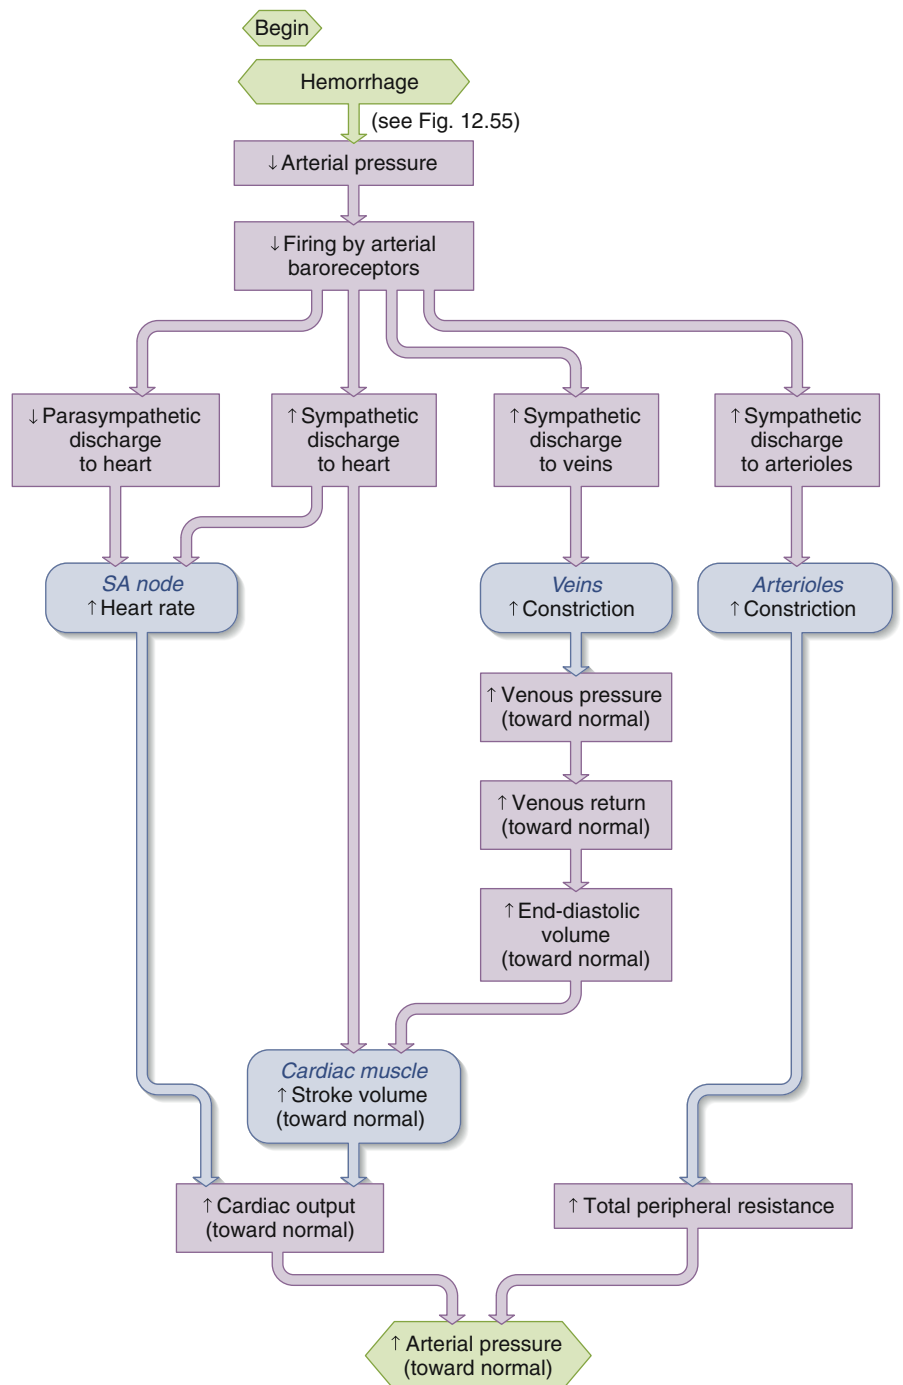 Begin
Hemorrhage
(see Fig. 12.55)
↓Arterial pressure
↓Firing by arterial
baroreceptors
↓Parasympathetic
discharge
to heart
↑Sympathetic
discharge
to heart
↑Sympathetic
discharge
to veins
↑Sympathetic
discharge
to arterioles
SA node
↑Heart rate
Veins
↑Constriction
Arterioles
↑Constriction
↑Venous pressure
(toward normal)
↑Venous return
(toward normal)
↑End-diastolic
volume
(toward normal)
Cardiac muscle
↑Stroke volume
(toward normal)
↑Cardiac output
(toward normal)
↑Total peripheral resistance
↑Arterial pressure
(toward normal)